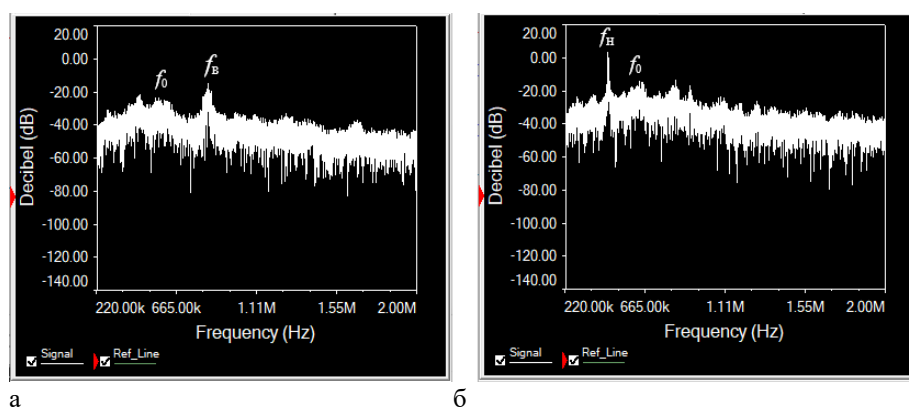 20.00
0.00
-20.00
-40.00
-60.00
-80.00
-100.00
-120.00
-140.00
Decibel (dB)
f₀
fв
220.00k 665.00k 1.11M 1.55M 2.00M
Frequency (Hz)
Signal Ref_Line
а
20.00
0.00
-20.00
-40.00
-60.00
-80.00
-100.00
-120.00
-140.00
Decibel (dB)
fн
f₀
220.00k 665.00k 1.11M 1.55M 2.00M
Frequency (Hz)
Signal Ref_Line
б